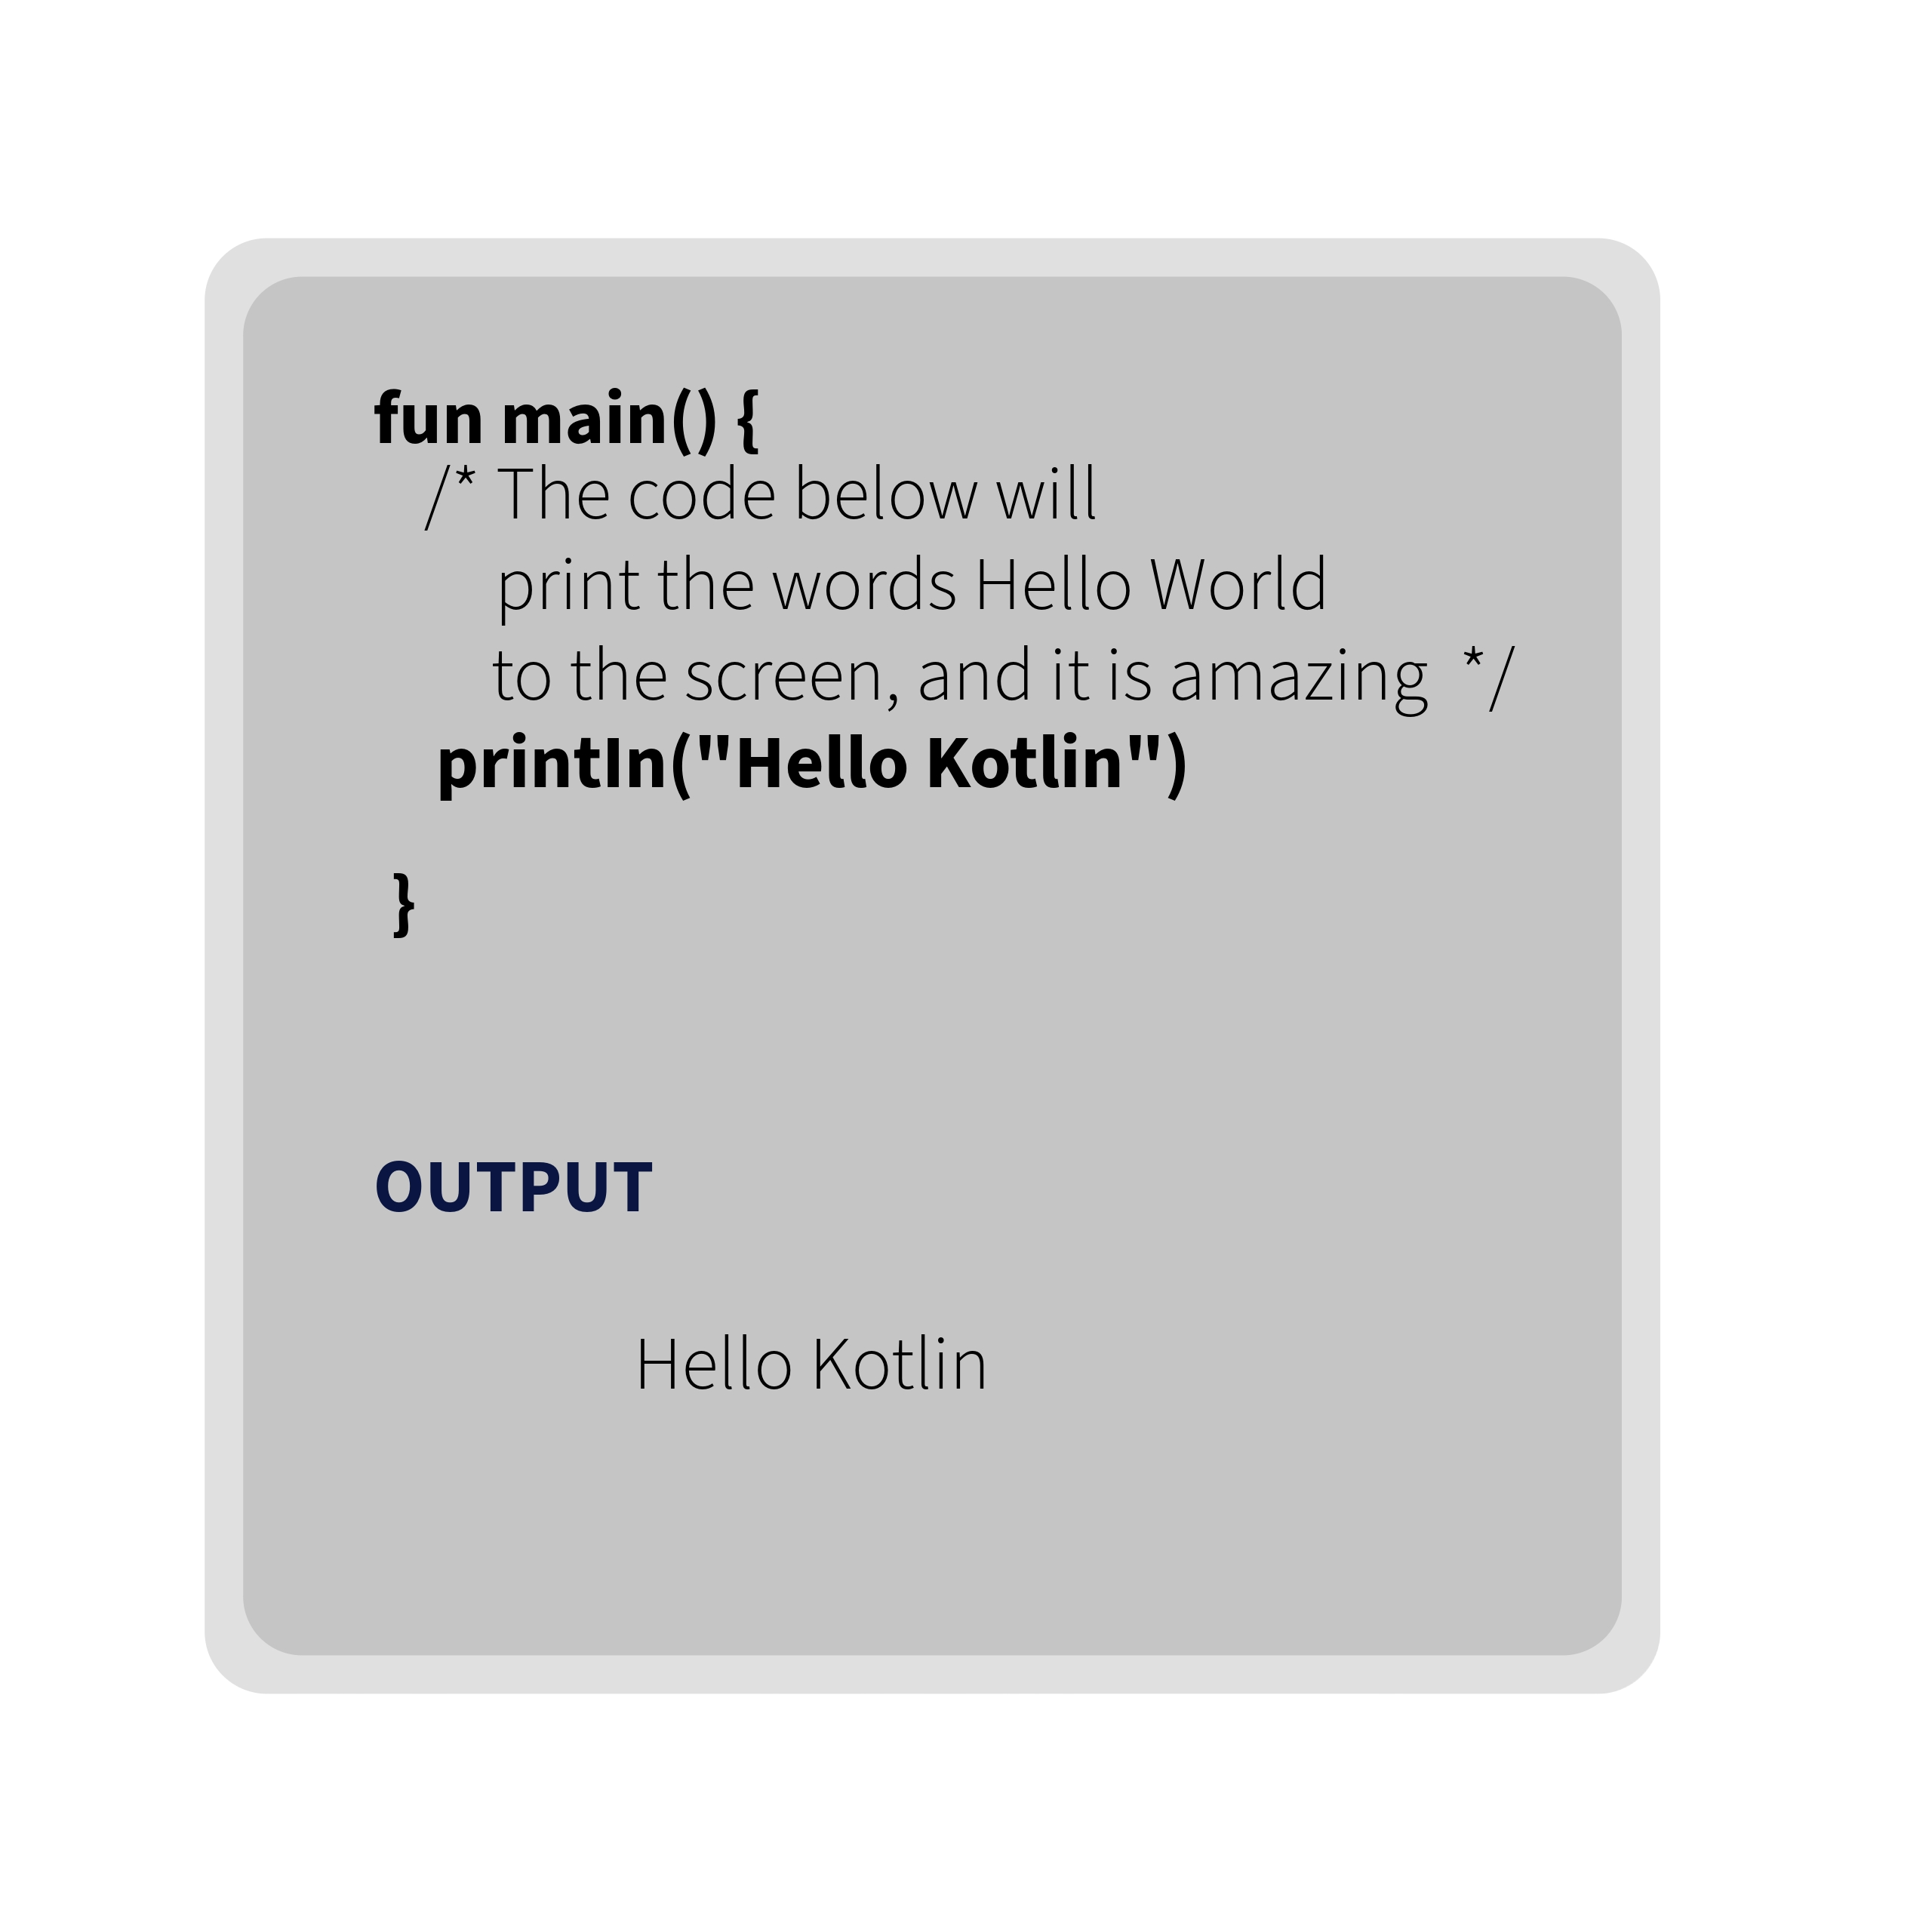 fun main() {
/* The code below will
print the words Hello World
to the screen, and it is amazing */
println("Hello Kotlin")
}
OUTPUT
Hello Kotlin